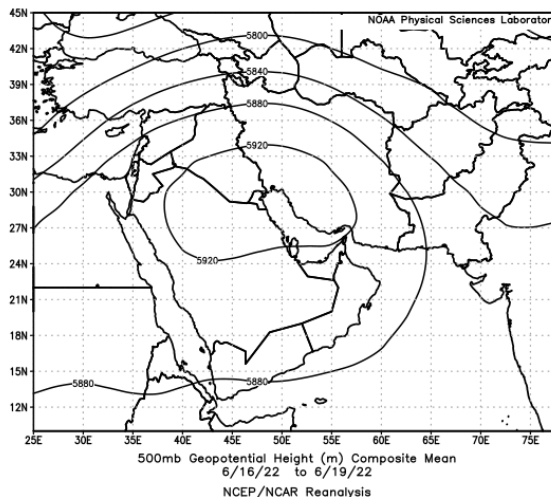 NOAA Physical Sciences Laborator
45N
42N
39N
36N
33N
30N
27N
24N
21N
18N
15N
12N
5800
5840
5880
5920
5920
5880
5880
25E
30E
35E
40E
45E
50E
55E
60E
65E
70E
75E
500mb Geopotential Height (m) Composite Mean
6/16/22 to 6/19/22
NCEP/NCAR Reanalysis